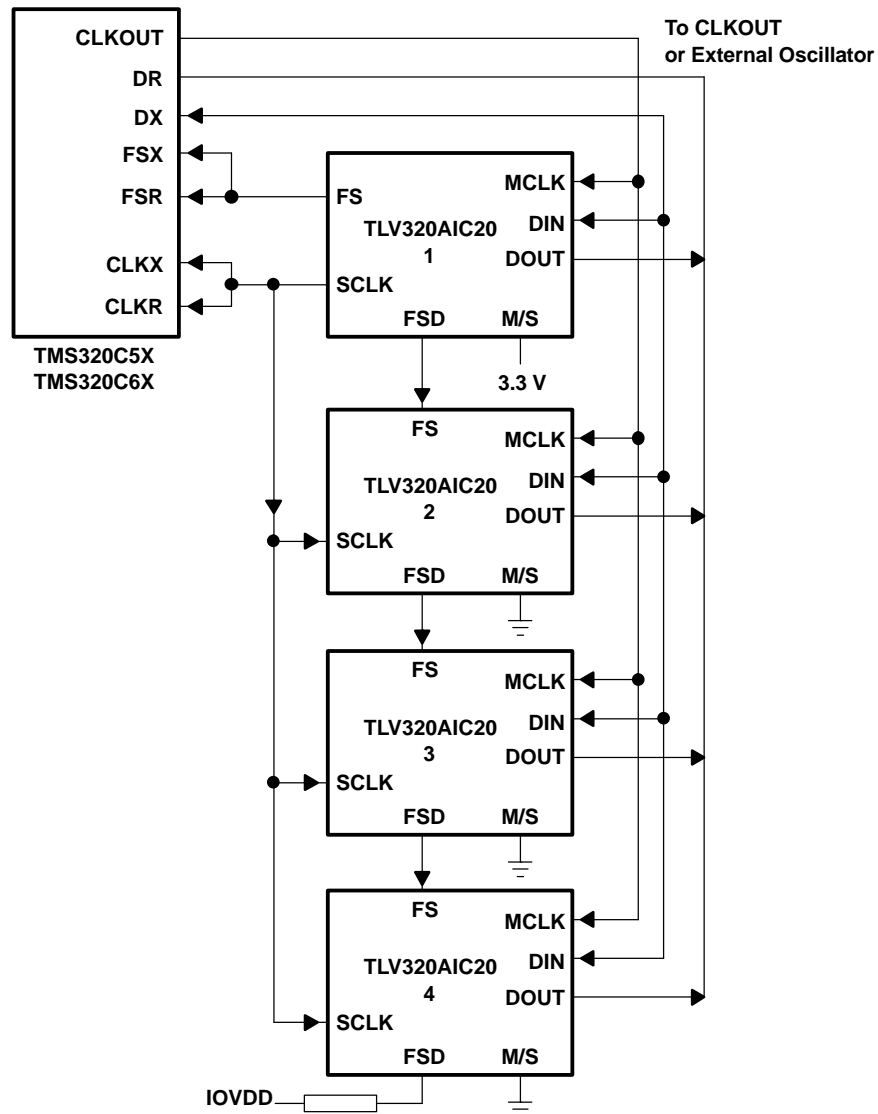 CLKOUT
DR
DX
FSX
FSR
CLKX
CLKR
TMS320C5X
TMS320C6X
To CLKOUT
or External Oscillator
FS
MCLK
DIN
TLV320AIC20
1
DOUT
SCLK
FSD
M/S
3.3 V
FS
MCLK
DIN
TLV320AIC20
2
DOUT
SCLK
FSD
M/S
FS
MCLK
DIN
TLV320AIC20
3
DOUT
SCLK
FSD
M/S
FS
MCLK
DIN
TLV320AIC20
4
DOUT
SCLK
FSD
M/S
IOVDD